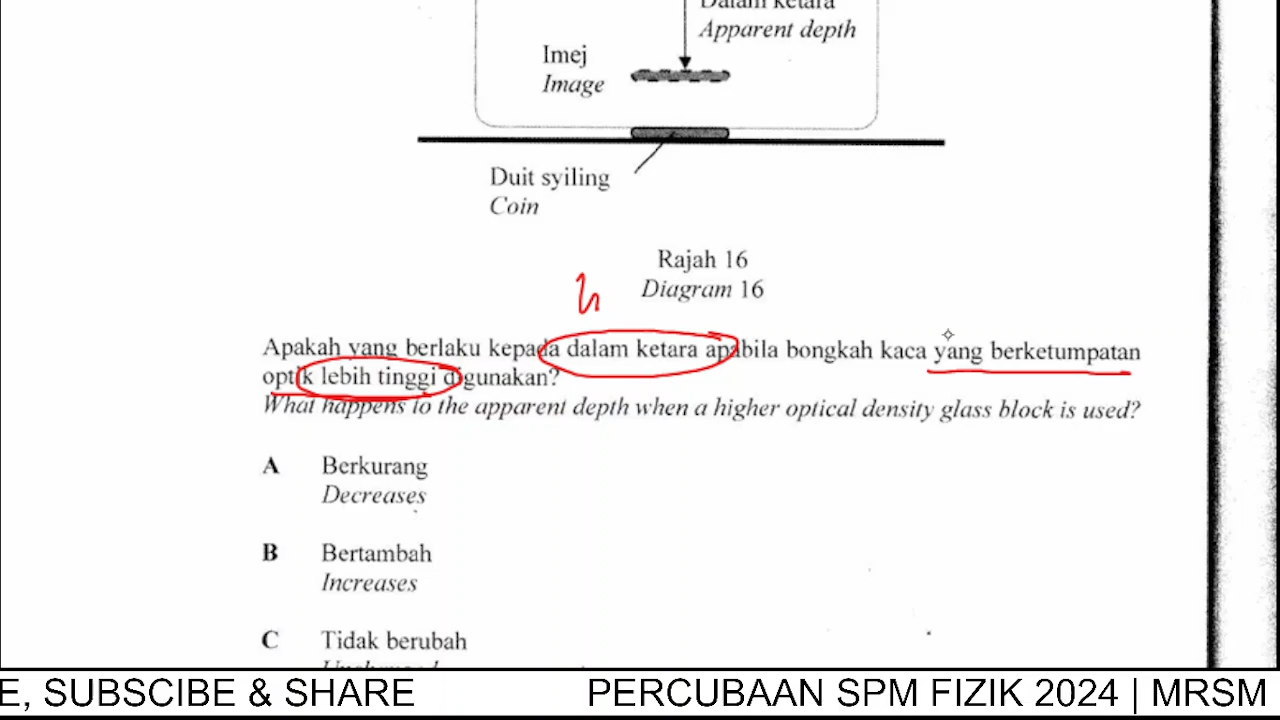 Dalam ketara
Apparent depth
Imej
Image
Duit syiling
Coin
Rajah 16
Diagram 16
h
Apakah yang berlaku kepada dalam ketara apabila bongkah kaca yang berketumpatan
optik lebih tinggi digunakan?
What happens to the apparent depth when a higher optical density glass block is used?
A Berkurang
Decreases
B Bertambah
Increases
C Tidak berubah
Unchanged
E, SUBSCIBE & SHARE PERCUBAAN SPM FIZIK 2024 | MRSM